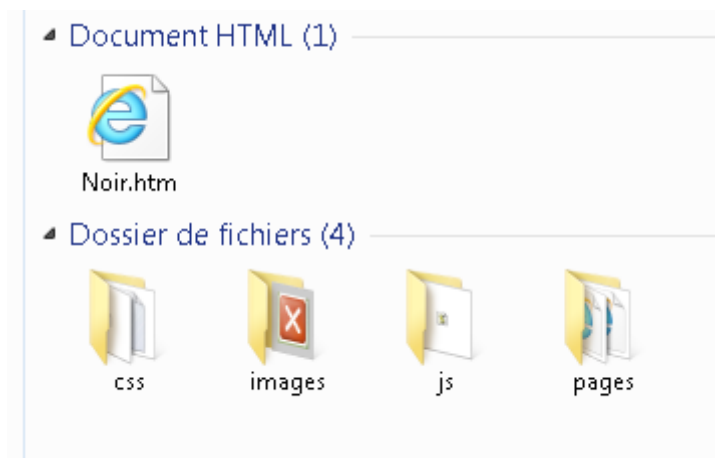 Document HTML (1)
Noir.htm
Dossier de fichiers (4)
css images js pages